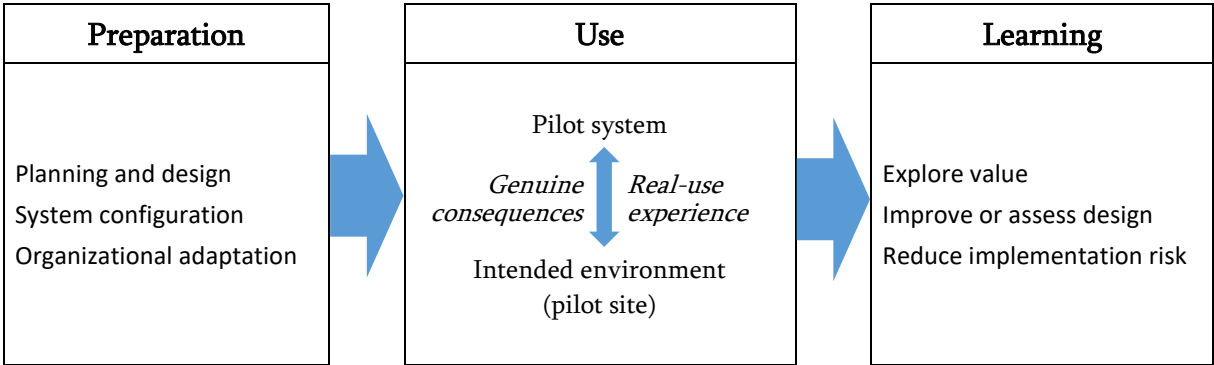 Preparation
Planning and design
System configuration
Organizational adaptation
Use
Pilot system
Genuine
consequences
Real-use
experience
Intended environment
(pilot site)
Learning
Explore value
Improve or assess design
Reduce implementation risk